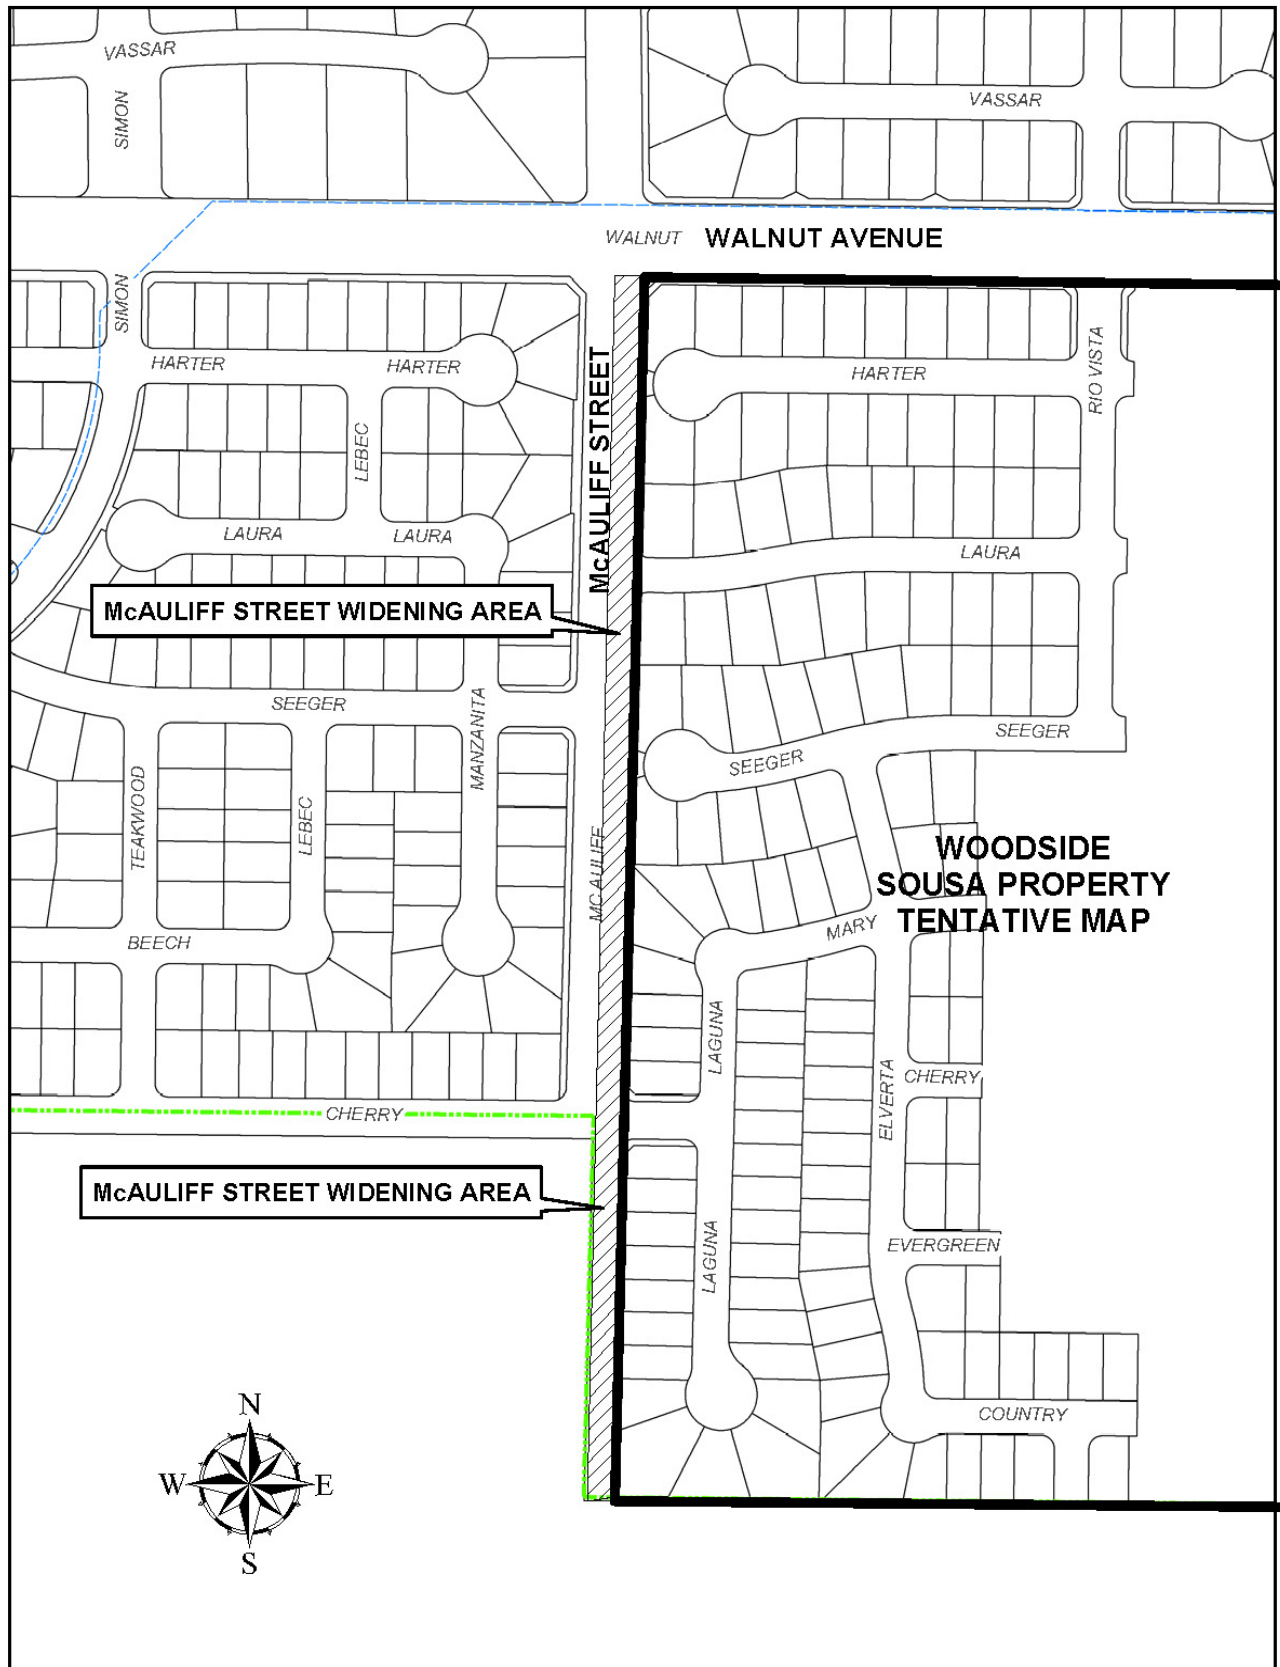 VASSAR
SIMON
VASSAR
WALNUT
WALNUT AVENUE
SIMON
HARTER
HARTER
LEBEC
McAULIFF STREET
HARTER
RIO VISTA
LAURA
LAURA
LAURA
McAULIFF STREET WIDENING AREA
SEEGER
MANZANITA
SEEGER
SEEGER
TEAKWOOD
LEBEC
MCAULIFF
WOODSIDE
SOUSA PROPERTY
TENTATIVE MAP
MARY
BEECH
LAGUNA
ELVERTA
CHERRY
CHERRY
McAULIFF STREET WIDENING AREA
LAGUNA
EVERGREEN
COUNTRY
N
W
E
S